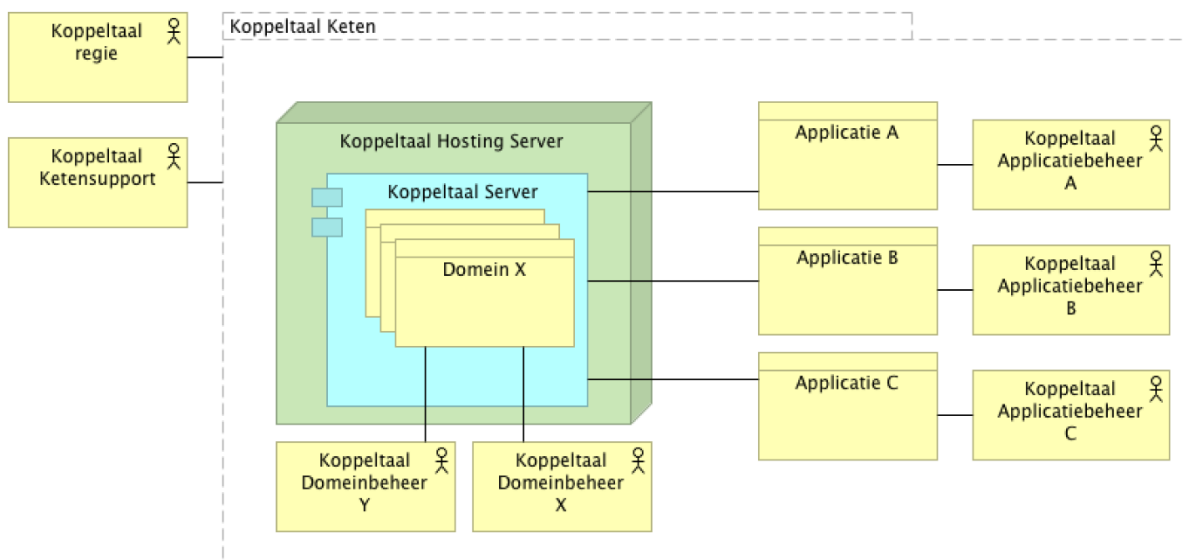 Koppeltaal
regie
Koppeltaal Keten
Koppeltaal
Ketensupport
Koppeltaal Hosting Server
Koppeltaal Server
Domein X
Applicatie A
Koppeltaal
Applicatiebeheer
A
Applicatie B
Koppeltaal
Applicatiebeheer
B
Applicatie C
Koppeltaal
Applicatiebeheer
C
Koppeltaal
Domeinbeheer
Y
Koppeltaal
Domeinbeheer
X